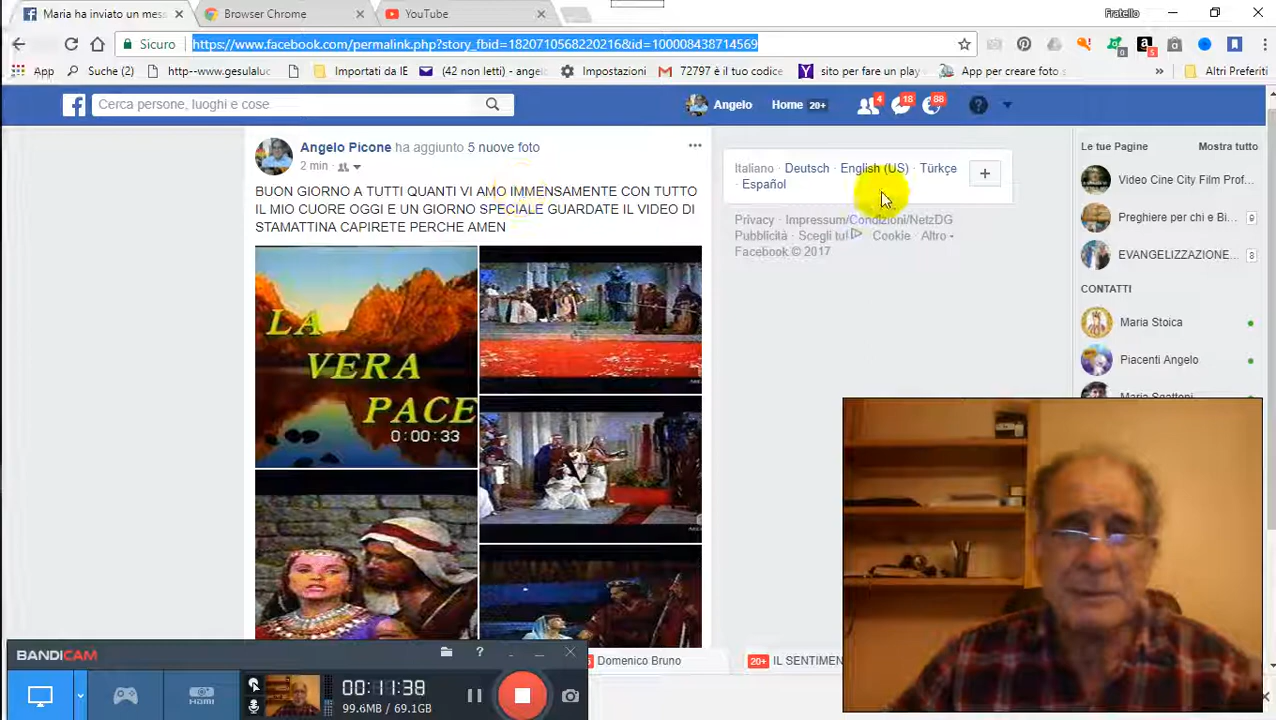 Maria ha inviato un mess
Browser Chrome
YouTube
Fratello
Sicuro
https://www.facebook.com/permalink.php?story_fbid=1820710568220216&id=100008438714569
App
Suche (2)
http--www.gesulaluc
Importati da IE
(42 non letti) - angelo
Impostazioni
72797 è il tuo codice
sito per fare un play
App per creare foto s
»
Altri Preferiti
Cerca persone, luoghi e cose
Angelo
Home 20+
4
18
88
Angelo Picone ha aggiunto 5 nuove foto
2 min
BUON GIORNO A TUTTI QUANTI VI AMO IMMENSAMENTE CON TUTTO
IL MIO CUORE OGGI E UN GIORNO SPECIALE GUARDATE IL VIDEO DI
STAMATTINA CAPIRETE PERCHE AMEN
LA
VERA
PACE
0:00:33
Italiano · Deutsch · English (US) · Türkçe
· Español
Privacy · Impressum/Condizioni/NetzDG
Pubblicità · Scegli tu · Cookie · Altro
Facebook © 2017
Le tue Pagine
Mostra tutto
Video Cine City Film Prof...
Preghiere per chi e Bi...
EVANGELIZZAZIONE...
CONTATTI
Maria Stoica
Piacenti Angelo
Domenico Bruno
20+ IL SENTIMEN
BANDICAM
HDMI
00:11:38
99.6MB / 69.1GB